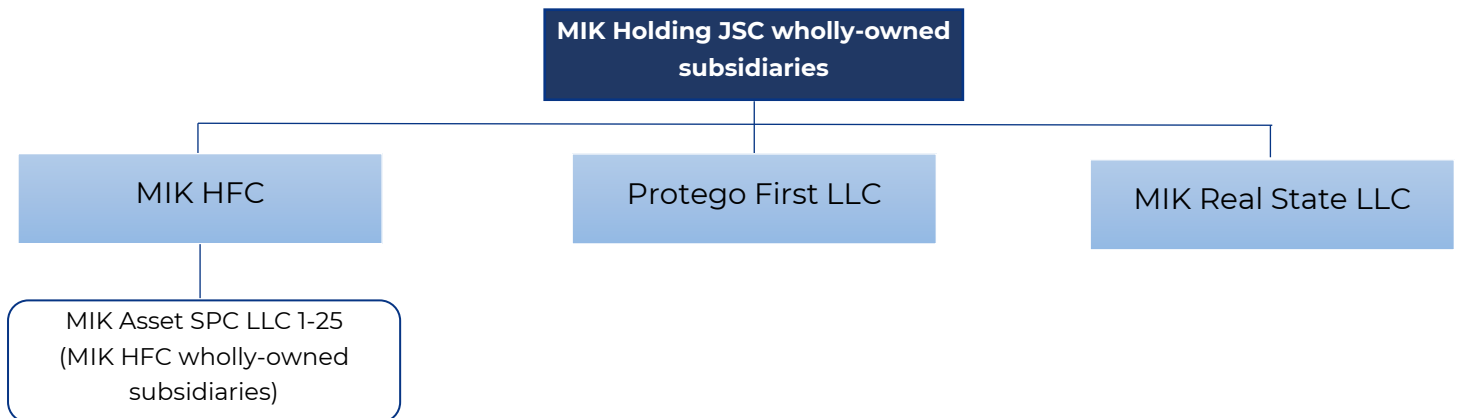 MIK Holding JSC wholly-owned
subsidiaries
MIK HFC
Protego First LLC
MIK Real State LLC
MIK Asset SPC LLC 1-25
(MIK HFC wholly-owned
subsidiaries)